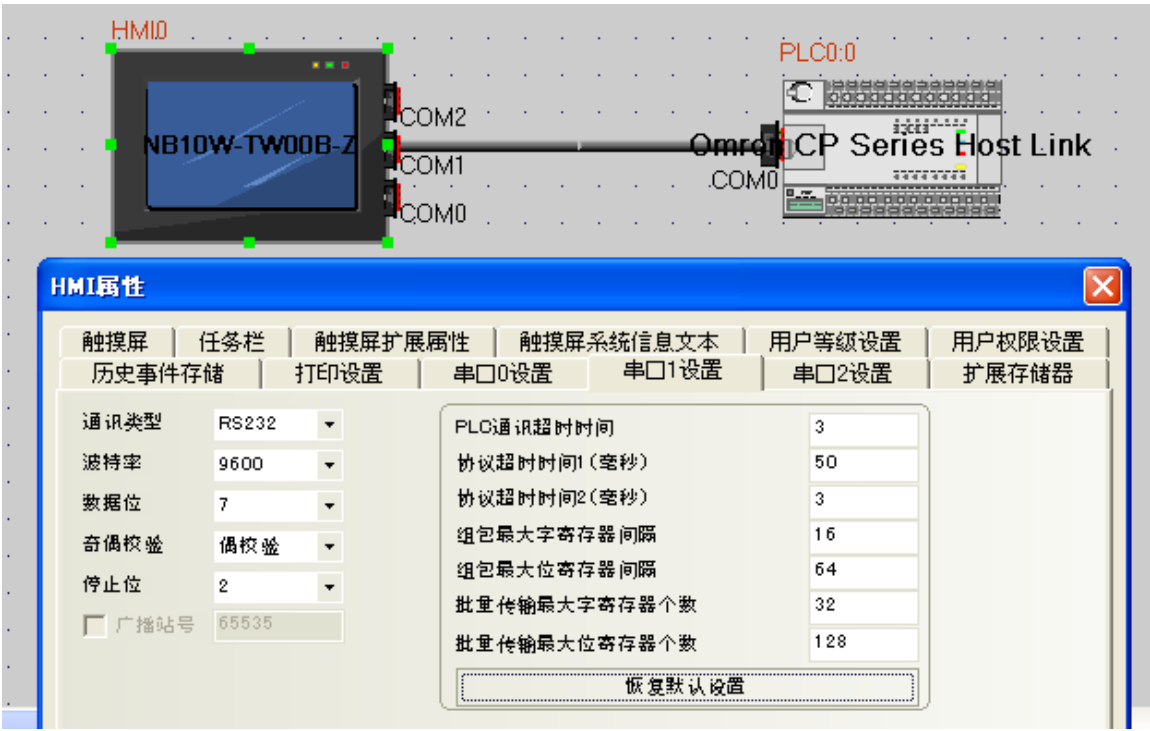 HMI0
PLC0:0
COM2
NB10W-TW00B-Z
Omron CP Series Host Link
COM1
COM0
COM0
HMI属性
触摸屏 任务栏 触摸屏扩展属性 触摸屏系统信息文本 用户等级设置 用户权限设置
历史事件存储 打印设置 串口0设置 串口1设置 串口2设置 扩展存储器
通讯类型 RS232
波特率 9600
数据位 7
奇偶校验 偶校验
停止位 2
广播站号 65535
PLC通讯超时时间 3
协议超时时间1(毫秒) 50
协议超时时间2(毫秒) 3
组包最大字寄存器间隔 16
组包最大位寄存器间隔 64
批量传输最大字寄存器个数 32
批量传输最大位寄存器个数 128
恢复默认设置